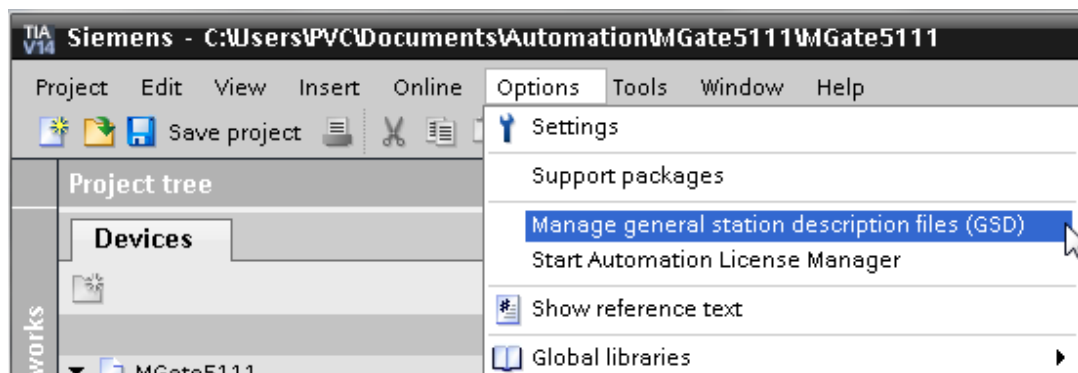 TIA V14 Siemens - C:\Users\PVC\Documents\Automation\MGate5111\MGate5111
Project Edit View Insert Online Options Tools Window Help
Save project
Settings
Project tree
Support packages
Devices
Manage general station description files (GSD)
Start Automation License Manager
Show reference text
Global libraries
MGate5111